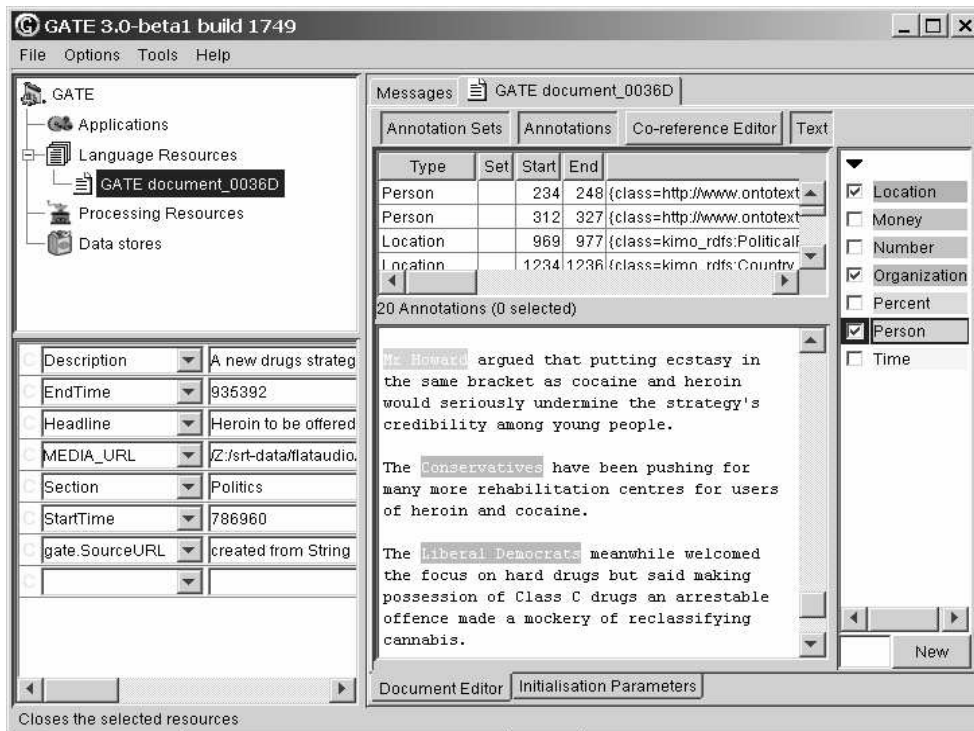 GATE 3.0-beta1 build 1749
File Options Tools Help
GATE
Applications
Language Resources
GATE document_0036D
Processing Resources
Data stores
Description A new drugs strateg
EndTime 935392
Headline Heroin to be offered
MEDIA_URL /Z:/srt-data/flataudio.
Section Politics
StartTime 786960
gate.SourceURL created from String
Messages GATE document_0036D
Annotation Sets Annotations Co-reference Editor Text
Type Set Start End
Person 234 248 {class=http://www.ontotext
Person 312 327 {class=http://www.ontotext
Location 969 977 {class=kimo_rdfs:PoliticalR
Location 1234 1236 {class=kimo_rdfs:Country
20 Annotations (0 selected)
Mr Howard argued that putting ecstasy in
the same bracket as cocaine and heroin
would seriously undermine the strategy's
credibility among young people.
The Conservatives have been pushing for
many more rehabilitation centres for users
of heroin and cocaine.
The Liberal Democrats meanwhile welcomed
the focus on hard drugs but said making
possession of Class C drugs an arrestable
offence made a mockery of reclassifying
cannabis.
Location
Money
Number
Organization
Percent
Person
Time
New
Document Editor Initialisation Parameters
Closes the selected resources